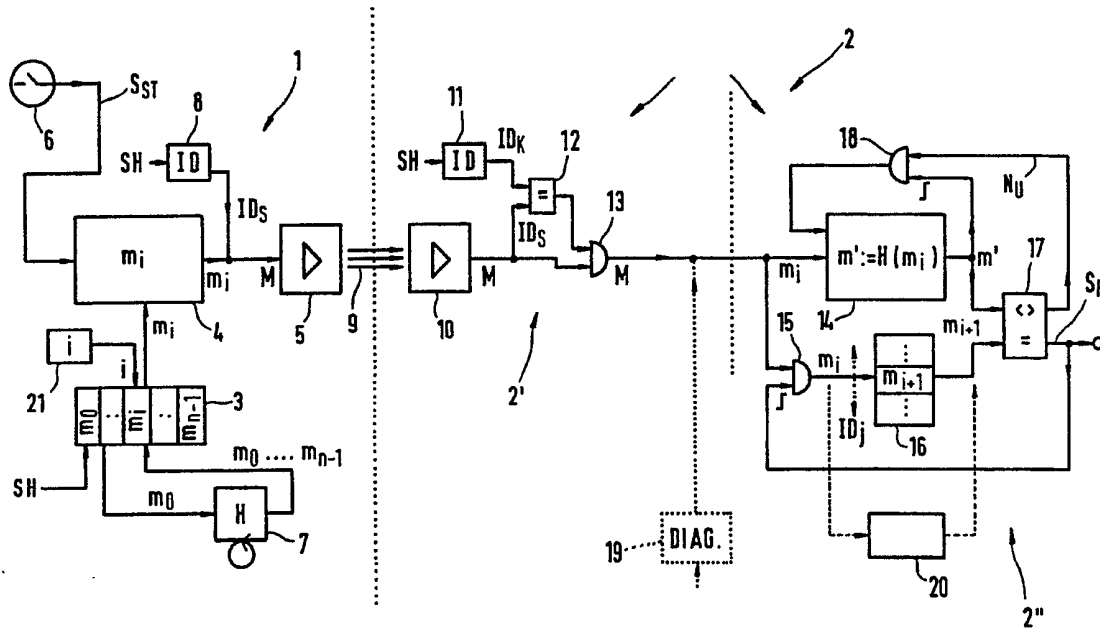 6
S_ST
1
8
SH
ID
ID_S
m_i
m_i
M
4
5
9
m_i
21
i
i
3
m_0 ⋮ m_i ⋮ m_n-1
SH
m_0
m_0 .... m_n-1
H
7
11
SH
ID
ID_K
12
=
ID_S
13
10
M
M
2'
19
DIAG.
2
18
N_U
m_i
m' := H(m_i)
m'
14
17
<>
=
15
m_i
m_i+1
m_i+1
ID_j
16
20
2"